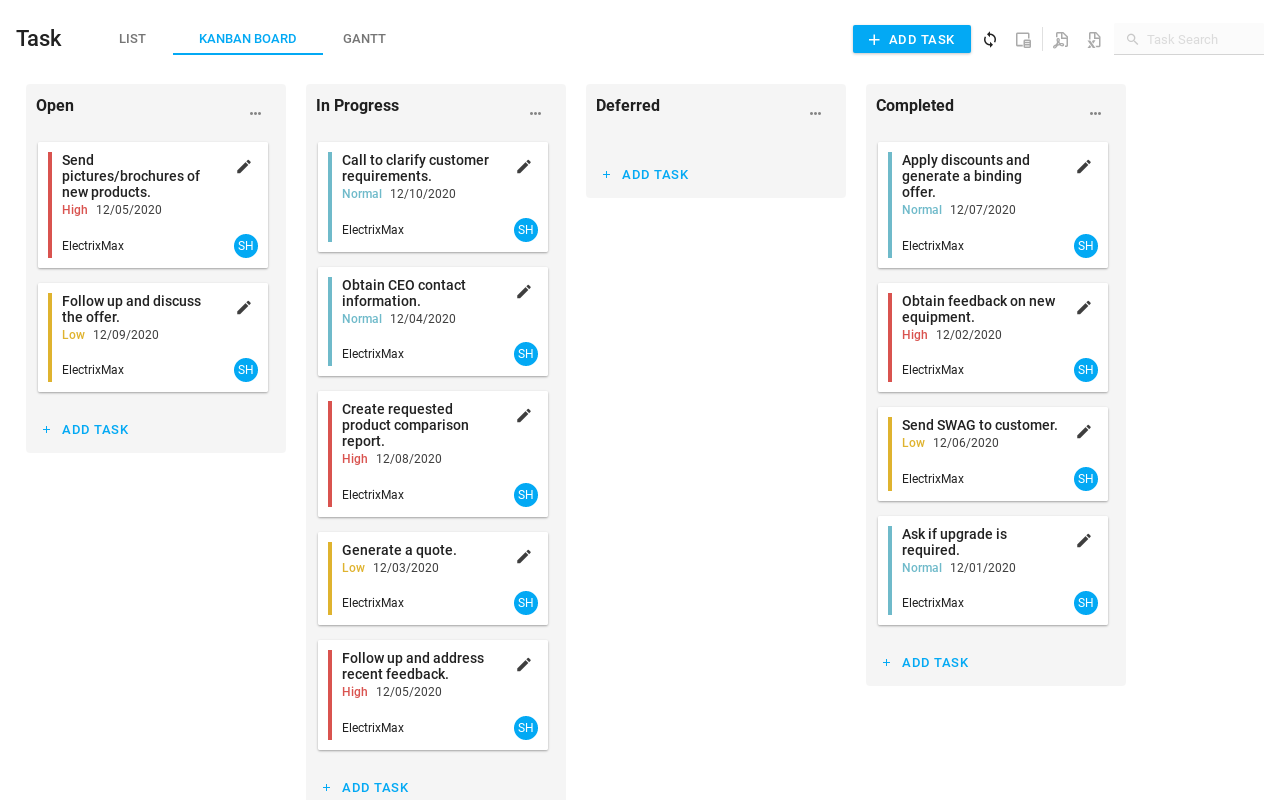 Task
LIST
KANBAN BOARD
GANTT
ADD TASK
Task Search
Open
Send
pictures/brochures of
new products.
High 12/05/2020
ElectrixMax
SH
Follow up and discuss
the offer.
Low 12/09/2020
ElectrixMax
SH
+ ADD TASK
In Progress
Call to clarify customer
requirements.
Normal 12/10/2020
ElectrixMax
SH
Obtain CEO contact
information.
Normal 12/04/2020
ElectrixMax
SH
Create requested
product comparison
report.
High 12/08/2020
ElectrixMax
SH
Generate a quote.
Low 12/03/2020
ElectrixMax
SH
Follow up and address
recent feedback.
High 12/05/2020
ElectrixMax
SH
+ ADD TASK
Deferred
+ ADD TASK
Completed
Apply discounts and
generate a binding
offer.
Normal 12/07/2020
ElectrixMax
SH
Obtain feedback on new
equipment.
High 12/02/2020
ElectrixMax
SH
Send SWAG to customer.
Low 12/06/2020
ElectrixMax
SH
Ask if upgrade is
required.
Normal 12/01/2020
ElectrixMax
SH
+ ADD TASK